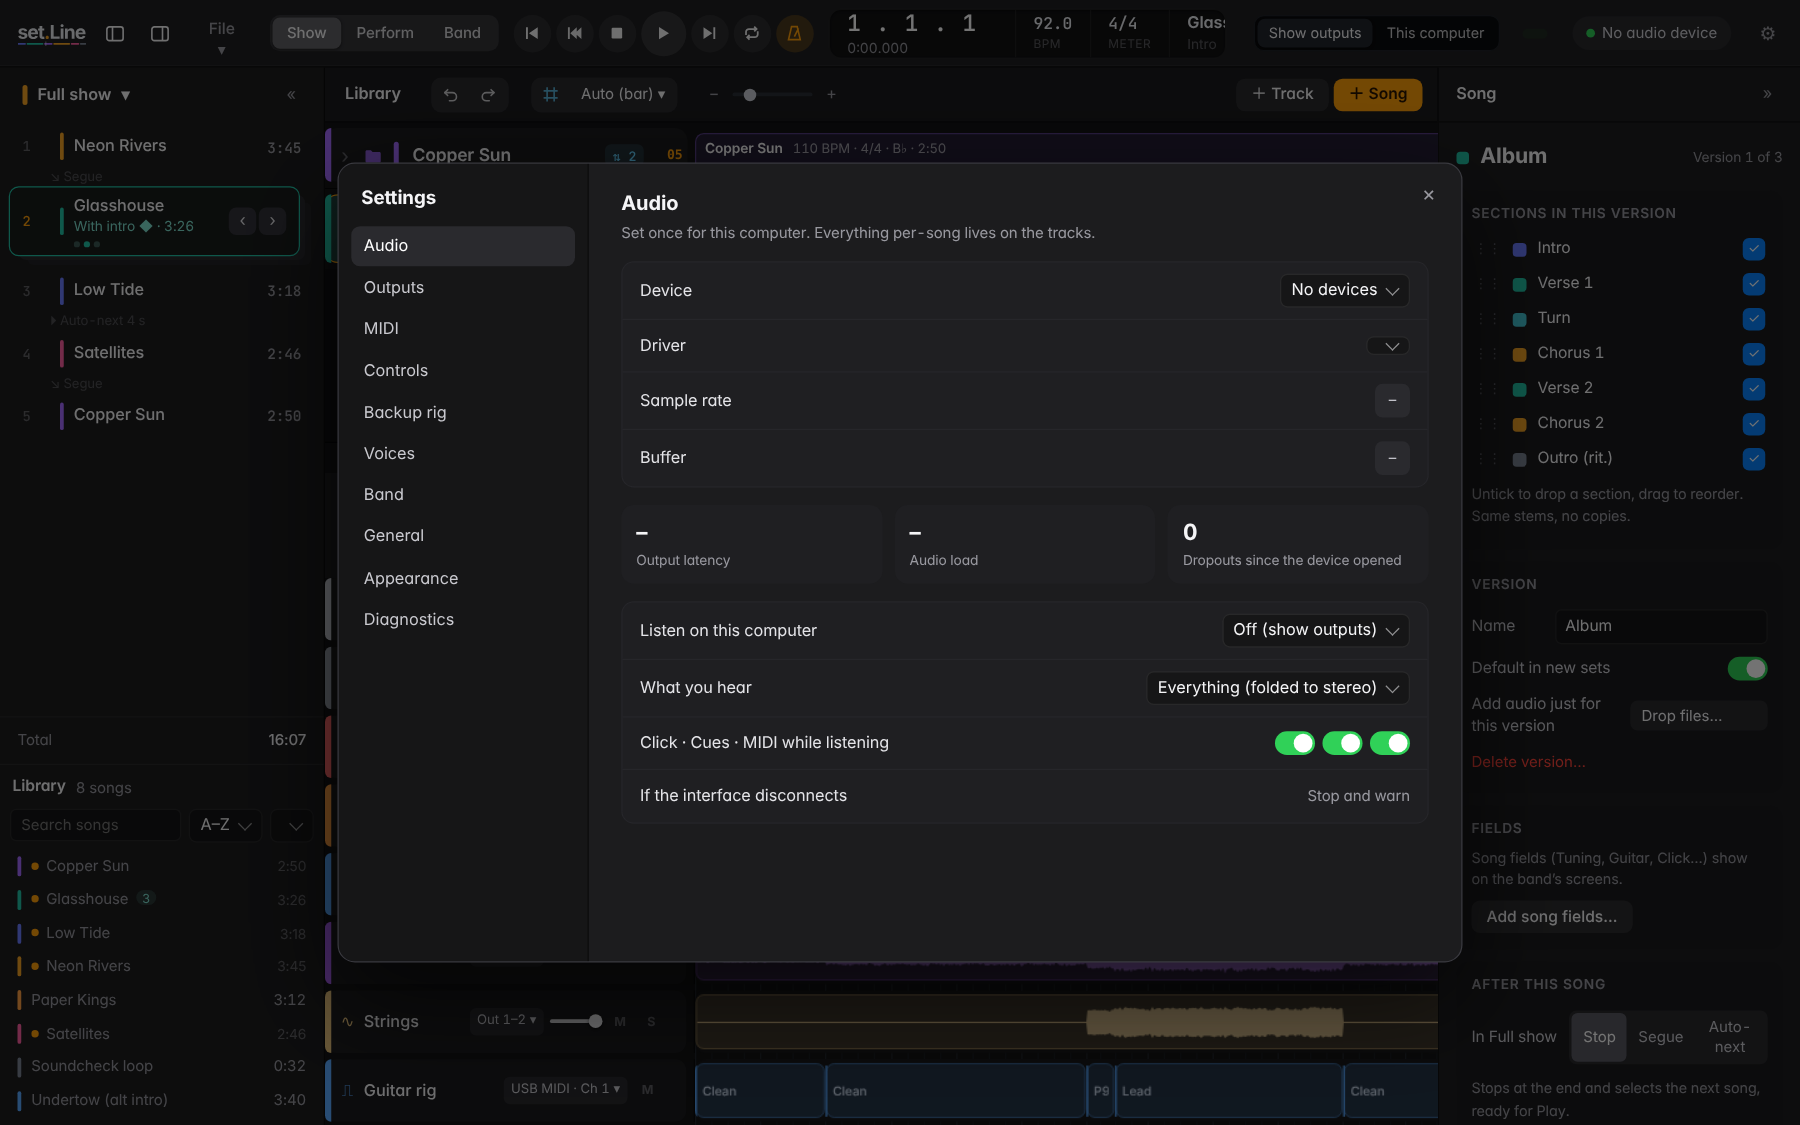 set.Line
File ▾
Show
Perform
Band
1 . 1 . 1
0:00.000
92.0
BPM
4/4
METER
Glass
Intro
Show outputs
This computer
No audio device
Full show ▾
«
Library
Auto (bar) ▾
− +
+ Track
+ Song
Song
»
1 Neon Rivers 3:45
Segue
2 Glasshouse
With intro ◆ · 3:26
3 Low Tide 3:18
Auto-next 4 s
4 Satellites 2:46
Segue
5 Copper Sun 2:50
Total 16:07
Library 8 songs
Search songs
A–Z
Copper Sun 2:50
Glasshouse 3 3:26
Low Tide 3:18
Neon Rivers 3:45
Paper Kings 3:12
Satellites 2:46
Soundcheck loop 0:32
Undertow (alt intro) 3:40
Copper Sun 2 05
Copper Sun 110 BPM · 4/4 · B♭ · 2:50
Settings
Audio
Outputs
MIDI
Controls
Backup rig
Voices
Band
General
Appearance
Diagnostics
Audio
Set once for this computer. Everything per-song lives on the tracks.
Device No devices
Driver
Sample rate –
Buffer –
–
Output latency
–
Audio load
0
Dropouts since the device opened
Listen on this computer Off (show outputs)
What you hear Everything (folded to stereo)
Click · Cues · MIDI while listening
If the interface disconnects Stop and warn
Strings Out 1–2 ▾ M S
Guitar rig USB MIDI · Ch 1 ▾ M
Clean
Clean
P9
Lead
Clean
Album Version 1 of 3
SECTIONS IN THIS VERSION
Intro
Verse 1
Turn
Chorus 1
Verse 2
Chorus 2
Outro (rit.)
Untick to drop a section, drag to reorder.
Same stems, no copies.
VERSION
Name Album
Default in new sets
Add audio just for
this version
Drop files...
Delete version...
FIELDS
Song fields (Tuning, Guitar, Click...) show
on the band's screens.
Add song fields...
AFTER THIS SONG
In Full show
Stop
Segue
Auto-
next
Stops at the end and selects the next song,
ready for Play.